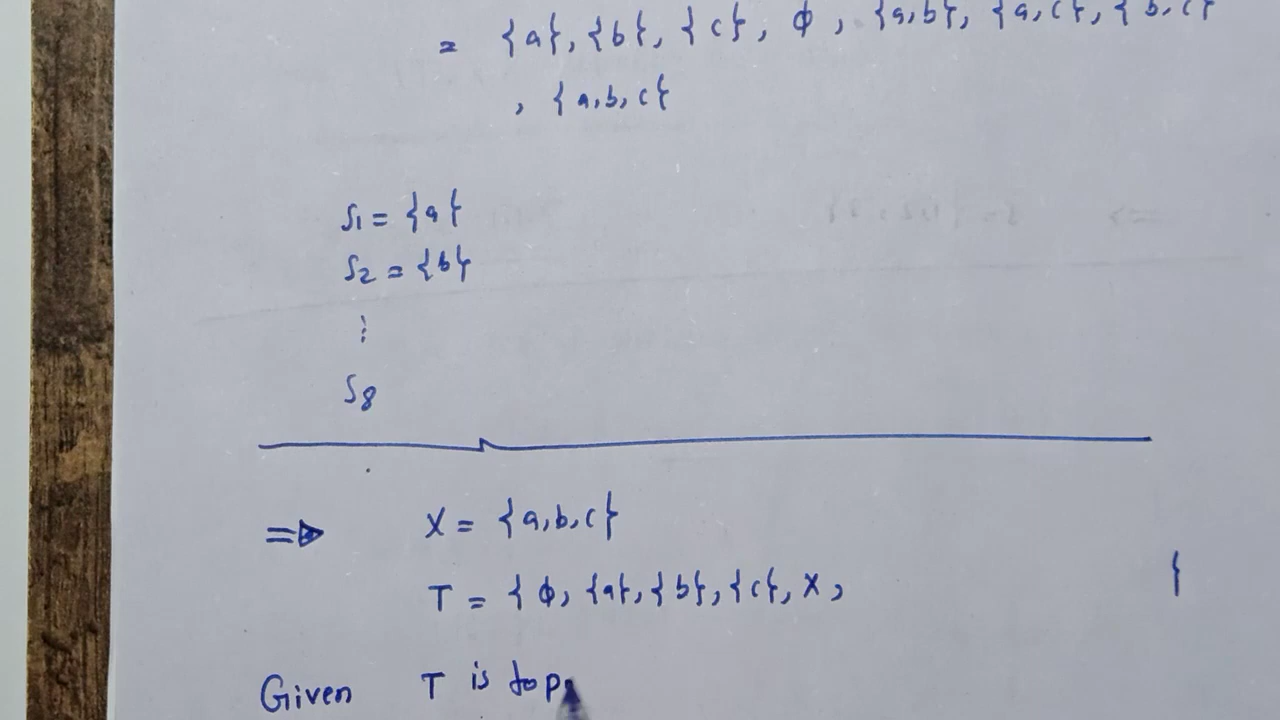 = {a}, {b}, {c}, ϕ, {a,b}, {a,c}, {b,c}
, {a,b,c}
S1 = {a}
S2 = {b}
⋮
S8
=> X = {a,b,c}
T = {ϕ, {a}, {b}, {c}, X, }
Given T is top